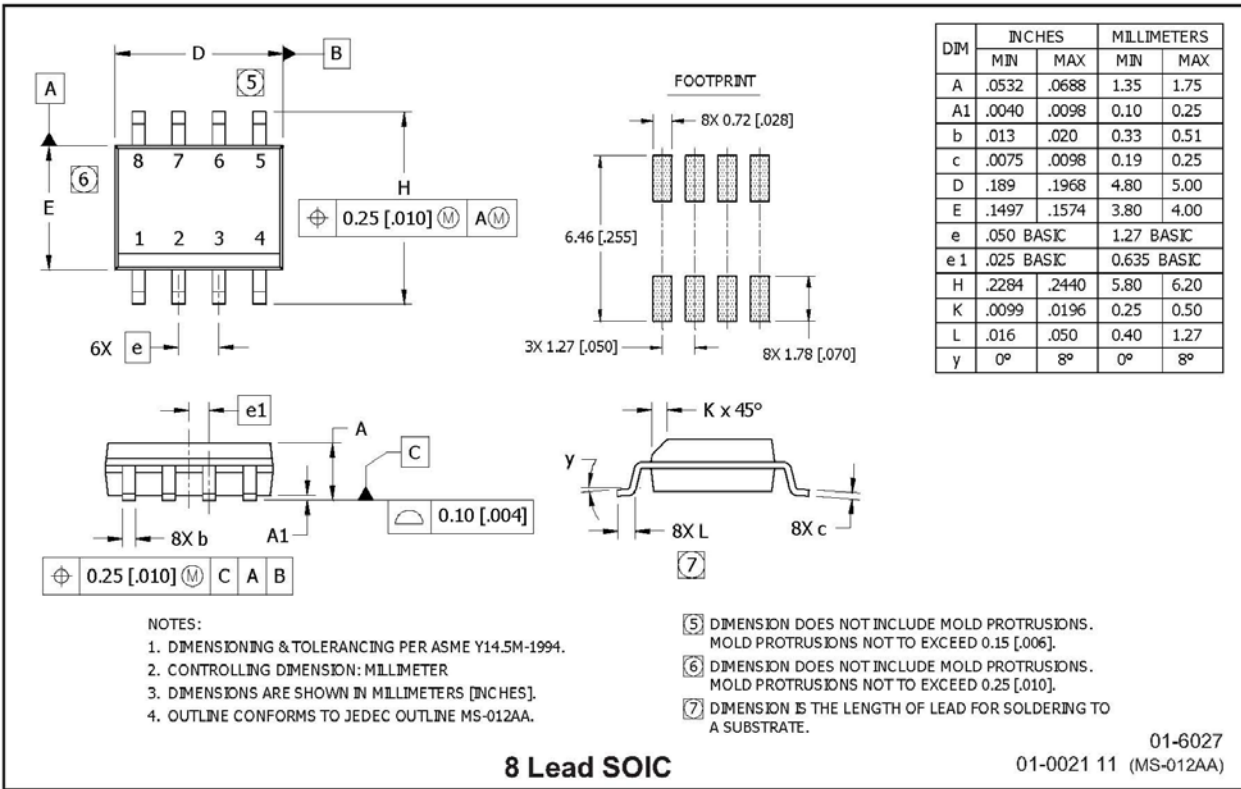 D
B
5
A
8 7 6 5
6
E
H
⌖ 0.25 [.010] Ⓜ A Ⓜ
1 2 3 4
6X e
FOOTPRINT
8X 0.72 [.028]
6.46 [.255]
3X 1.27 [.050]
8X 1.78 [.070]
DIM INCHES MILLIMETERS
MIN MAX MIN MAX
A .0532 .0688 1.35 1.75
A1 .0040 .0098 0.10 0.25
b .013 .020 0.33 0.51
c .0075 .0098 0.19 0.25
D .189 .1968 4.80 5.00
E .1497 .1574 3.80 4.00
e .050 BASIC 1.27 BASIC
e 1 .025 BASIC 0.635 BASIC
H .2284 .2440 5.80 6.20
K .0099 .0196 0.25 0.50
L .016 .050 0.40 1.27
y 0° 8° 0° 8°
e1
A
C
⌓ 0.10 [.004]
A1
8X b
⌖ 0.25 [.010] Ⓜ C A B
K x 45°
y
8X L
8X c
7
NOTES:
1. DIMENSIONING & TOLERANCING PER ASME Y14.5M-1994.
2. CONTROLLING DIMENSION: MILLIMETER
3. DIMENSIONS ARE SHOWN IN MILLIMETERS [INCHES].
4. OUTLINE CONFORMS TO JEDEC OUTLINE MS-012AA.
5 DIMENSION DOES NOT INCLUDE MOLD PROTRUSIONS.
MOLD PROTRUSIONS NOT TO EXCEED 0.15 [.006].
6 DIMENSION DOES NOT INCLUDE MOLD PROTRUSIONS.
MOLD PROTRUSIONS NOT TO EXCEED 0.25 [.010].
7 DIMENSION IS THE LENGTH OF LEAD FOR SOLDERING TO
A SUBSTRATE.
8 Lead SOIC
01-6027
01-0021 11 (MS-012AA)